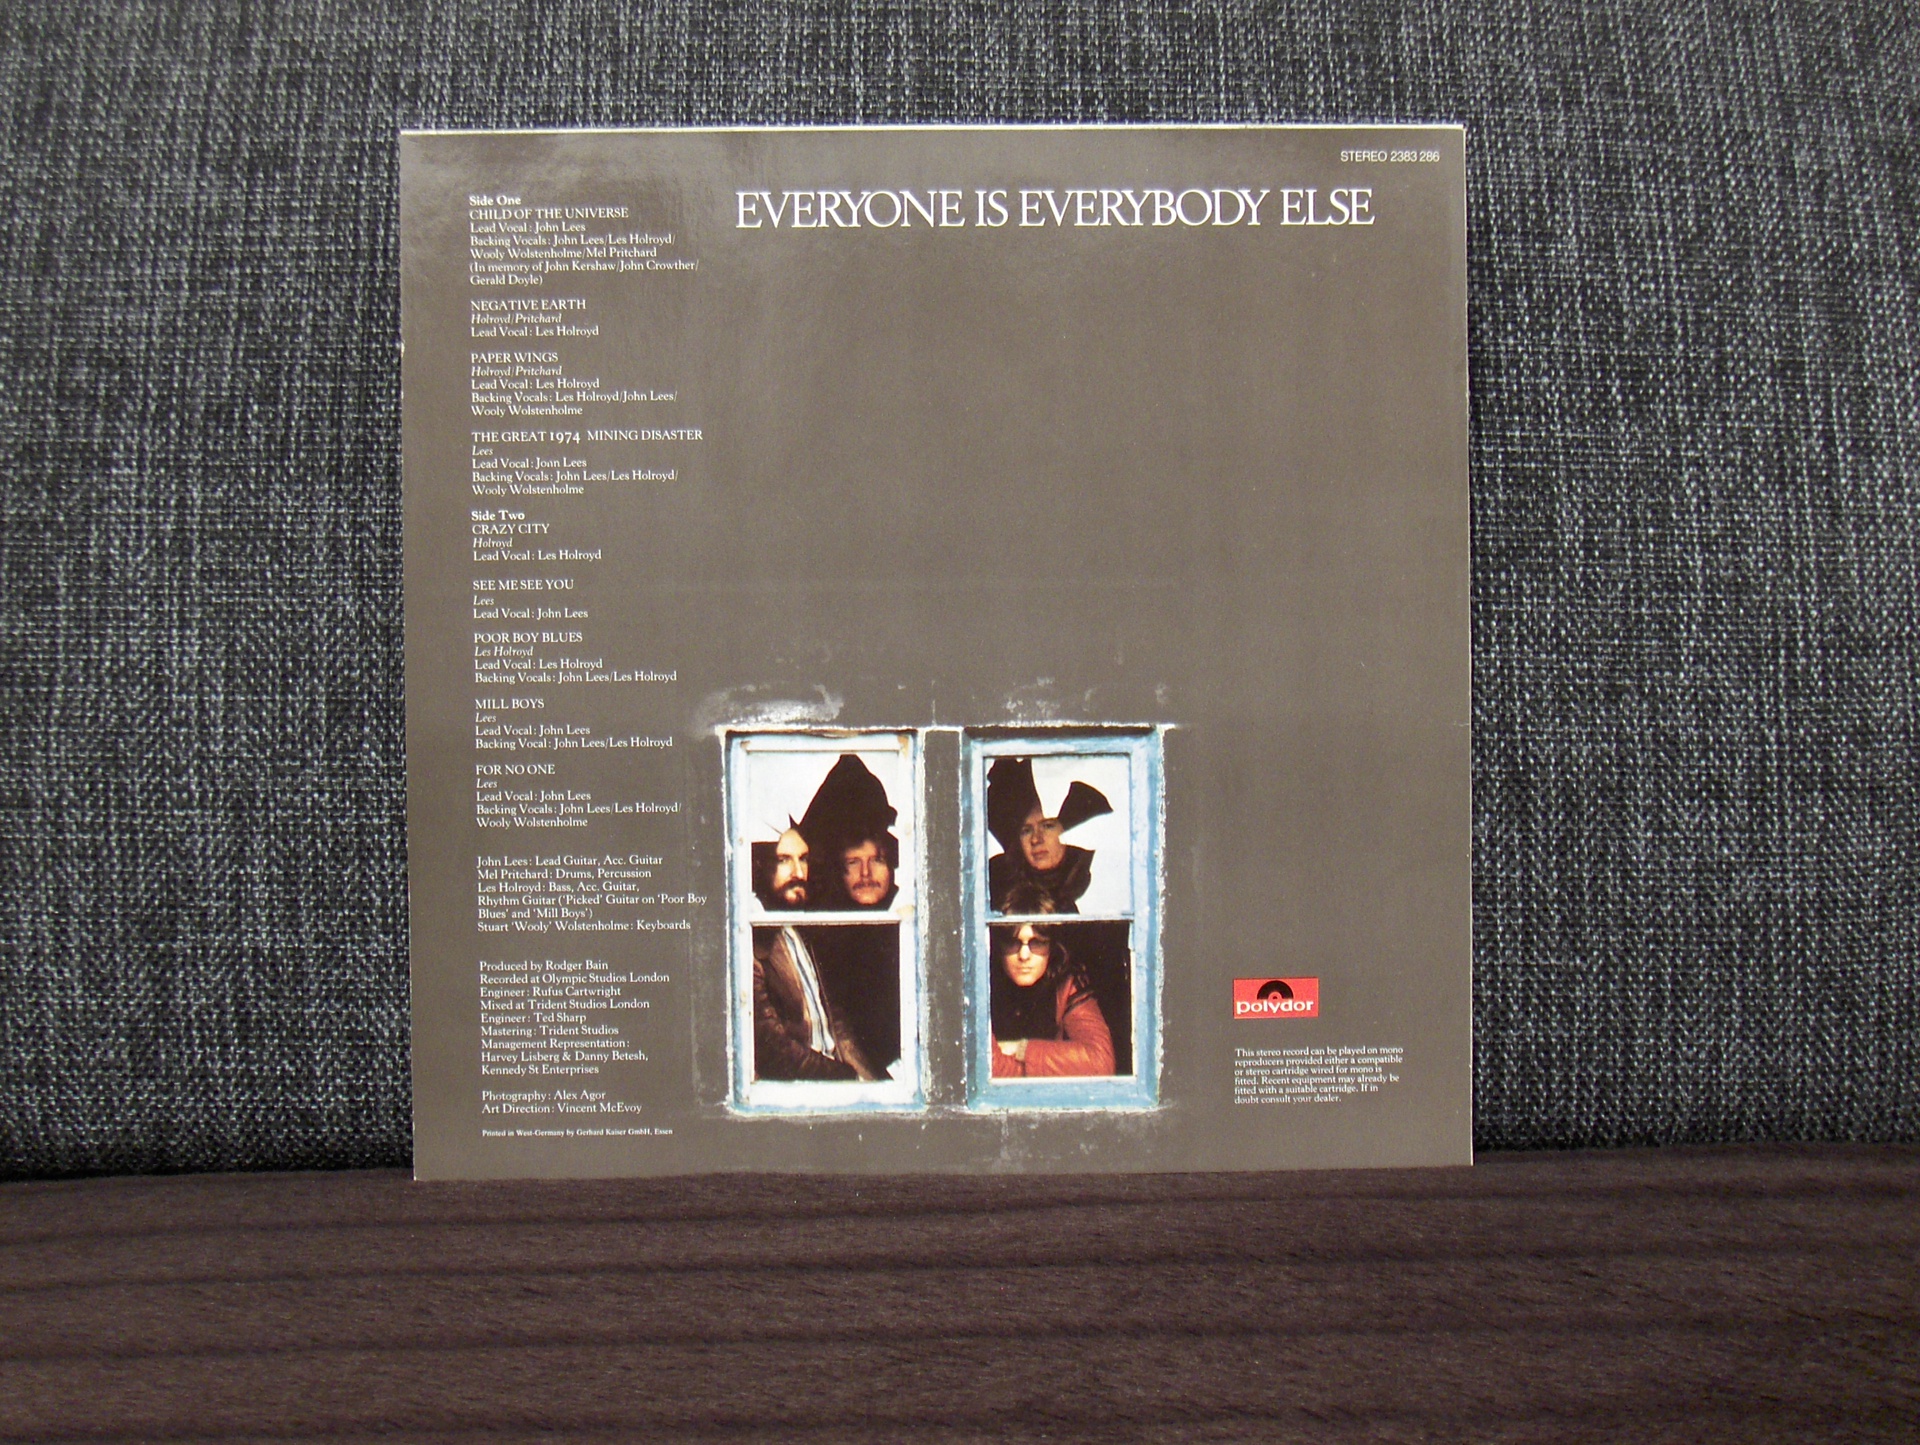 STEREO 2383 286
EVERYONE IS EVERYBODY ELSE
Side One
CHILD OF THE UNIVERSE
Lead Vocal: John Lees
Backing Vocals: John Lees/Les Holroyd/
Wooly Wolstenholme/Mel Pritchard
(In memory of John Kershaw/John Crowther/
Gerald Doyle)
NEGATIVE EARTH
Holroyd/Pritchard
Lead Vocal: Les Holroyd
PAPER WINGS
Holroyd/Pritchard
Lead Vocal: Les Holroyd
Backing Vocals: Les Holroyd/John Lees/
Wooly Wolstenholme
THE GREAT 1974 MINING DISASTER
Lees
Lead Vocal: John Lees
Backing Vocals: John Lees/Les Holroyd/
Wooly Wolstenholme
Side Two
CRAZY CITY
Holroyd
Lead Vocal: Les Holroyd
SEE ME SEE YOU
Lees
Lead Vocal: John Lees
POOR BOY BLUES
Les Holroyd
Lead Vocal: Les Holroyd
Backing Vocals: John Lees/Les Holroyd
MILL BOYS
Lees
Lead Vocal: John Lees
Backing Vocal: John Lees/Les Holroyd
FOR NO ONE
Lees
Lead Vocal: John Lees
Backing Vocals: John Lees/Les Holroyd/
Wooly Wolstenholme
John Lees: Lead Guitar, Acc. Guitar
Mel Pritchard: Drums, Percussion
Les Holroyd: Bass, Acc. Guitar,
Rhythm Guitar ('Picked' Guitar on 'Poor Boy
Blues' and 'Mill Boys')
Stuart 'Wooly' Wolstenholme: Keyboards
Produced by Rodger Bain
Recorded at Olympic Studios London
Engineer: Rufus Cartwright
Mixed at Trident Studios London
Engineer: Ted Sharp
Mastering: Trident Studios
Management Representation:
Harvey Lisberg & Danny Betesh,
Kennedy St Enterprises
Photography: Alex Agor
Art Direction: Vincent McEvoy
Printed in West-Germany by Gerhard Kaiser GmbH, Essen
polydor
This stereo record can be played on mono
reproducers provided either a compatible
or stereo cartridge wired for mono is
fitted. Recent equipment may already be
fitted with a suitable cartridge. If in
doubt consult your dealer.